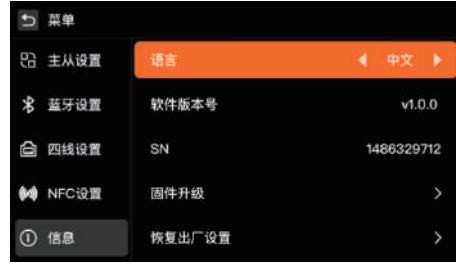 菜单
主从设置
蓝牙设置
四线设置
NFC设置
信息
语言 中文
软件版本号 v1.0.0
SN 1486329712
固件升级
恢复出厂设置